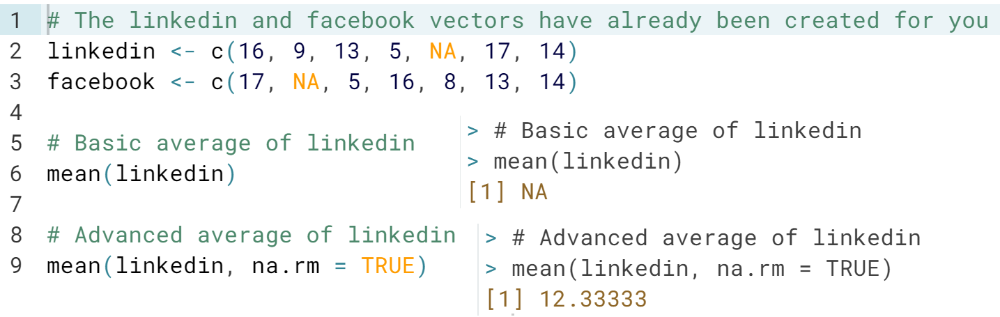 1 # The linkedin and facebook vectors have already been created for you
2 linkedin <- c(16, 9, 13, 5, NA, 17, 14)
3 facebook <- c(17, NA, 5, 16, 8, 13, 14)
4
5 # Basic average of linkedin
6 mean(linkedin)
7
8 # Advanced average of linkedin
9 mean(linkedin, na.rm = TRUE)
> # Basic average of linkedin
> mean(linkedin)
[1] NA
> # Advanced average of linkedin
> mean(linkedin, na.rm = TRUE)
[1] 12.33333